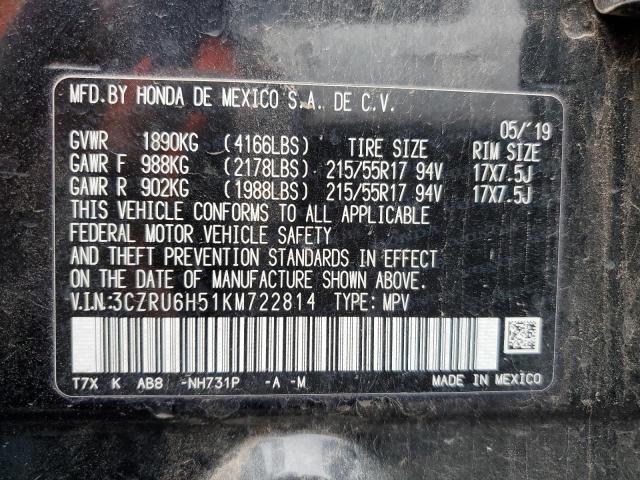 MFD.BY HONDA DE MEXICO S.A. DE C.V.
05/'19
GVWR 1890KG (4166LBS) TIRE SIZE RIM SIZE
GAWR F 988KG (2178LBS) 215/55R17 94V 17X7.5J
GAWR R 902KG (1988LBS) 215/55R17 94V 17X7.5J
THIS VEHICLE CONFORMS TO ALL APPLICABLE
FEDERAL MOTOR VEHICLE SAFETY
AND THEFT PREVENTION STANDARDS IN EFFECT
ON THE DATE OF MANUFACTURE SHOWN ABOVE.
V.I.N:3CZRU6H51KM722814 TYPE: MPV
T7X K AB8 -NH731P -A -M MADE IN MEXICO